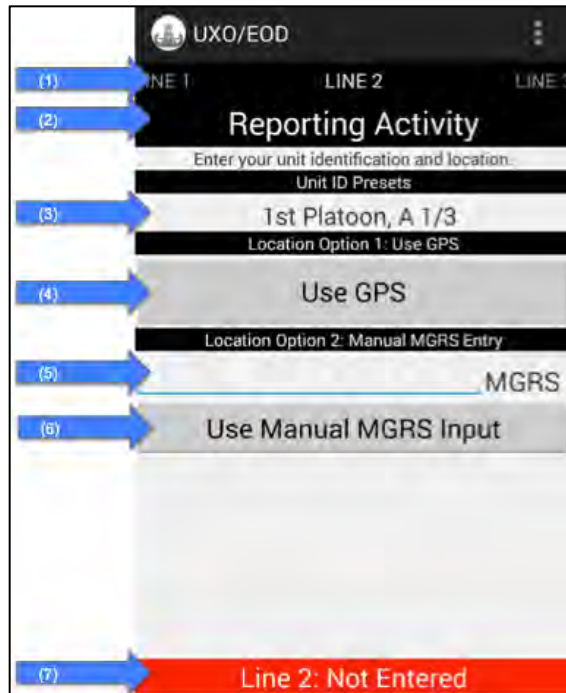 UXO/EOD
(1) INE 1 LINE 2 LINE 3
(2) Reporting Activity
Enter your unit identification and location.
Unit ID Presets
(3) 1st Platoon, A 1/3
Location Option 1: Use GPS
(4) Use GPS
Location Option 2: Manual MGRS Entry
(5) MGRS
(6) Use Manual MGRS Input
(7) Line 2: Not Entered